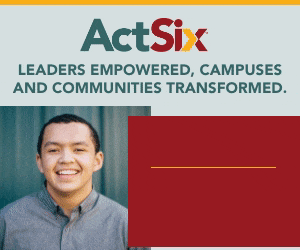 ActSix
LEADERS EMPOWERED, CAMPUSES
AND COMMUNITIES TRANSFORMED.